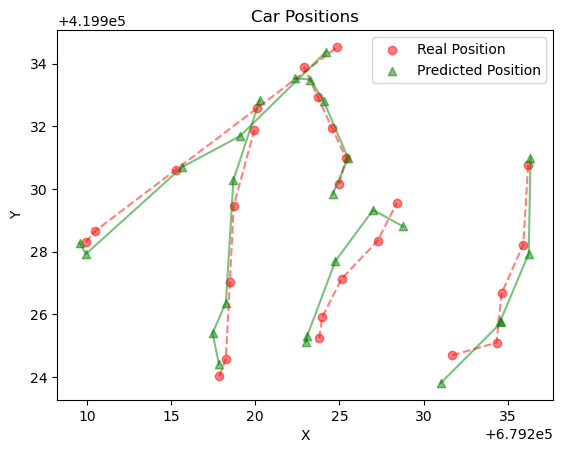 Car Positions
+4.199e5
Real Position
Predicted Position
34
32
30
28
26
24
Y
10
15
20
25
30
35
X
+6.792e5